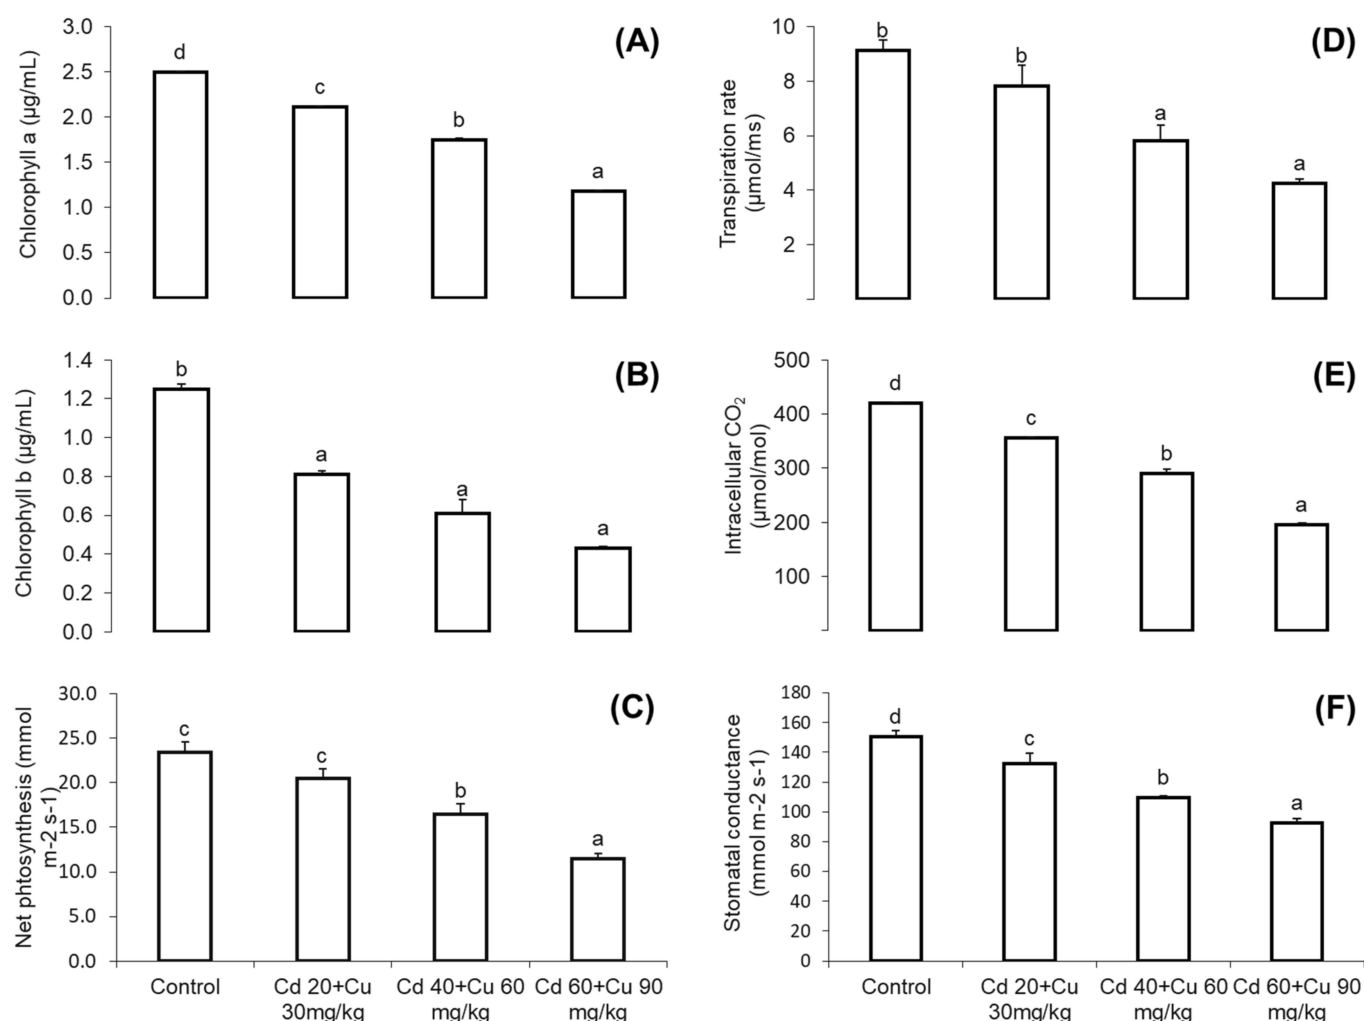 (A)
Chlorophyll a (µg/mL)
3.0
2.5
2.0
1.5
1.0
0.5
0.0
d
c
b
a
(B)
Chlorophyll b (µg/mL)
1.4
1.2
1.0
0.8
0.6
0.4
0.2
0.0
b
a
a
a
(C)
Net phtosynthesis (mmol
m-2 s-1)
30.0
25.0
20.0
15.0
10.0
5.0
0.0
c
c
b
a
Control
Cd 20+Cu
30mg/kg
Cd 40+Cu 60
mg/kg
Cd 60+Cu 90
mg/kg
(D)
Transpiration rate
(µmol/ms)
10
8
6
4
2
b
b
a
a
(E)
Intracellular CO₂
(µmol/mol)
500
400
300
200
100
d
c
b
a
(F)
Stomatal conductance
(mmol m-2 s-1)
180
160
140
120
100
80
60
40
20
0
d
c
b
a
Control
Cd 20+Cu
30mg/kg
Cd 40+Cu 60
mg/kg
Cd 60+Cu 90
mg/kg